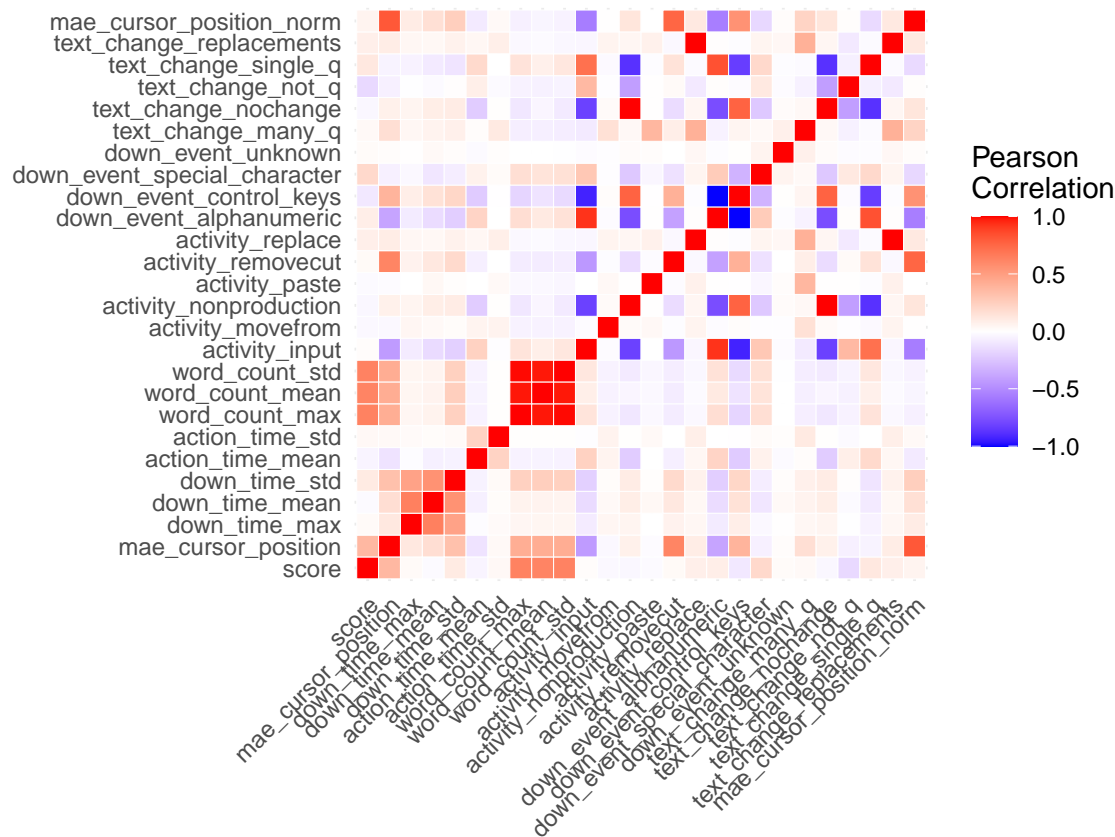 mae_cursor_position_norm
text_change_replacements
text_change_single_q
text_change_not_q
text_change_nochange
text_change_many_q
down_event_unknown
down_event_special_character
down_event_control_keys
down_event_alphanumeric
activity_replace
activity_removecut
activity_paste
activity_nonproduction
activity_movefrom
activity_input
word_count_std
word_count_mean
word_count_max
action_time_std
action_time_mean
down_time_std
down_time_mean
down_time_max
mae_cursor_position
score
score
mae_cursor_position
down_time_max
down_time_mean
down_time_std
action_time_mean
action_time_std
word_count_max
word_count_mean
word_count_std
activity_input
activity_movefrom
activity_nonproduction
activity_paste
activity_removecut
activity_replace
down_event_alphanumeric
down_event_control_keys
down_event_special_character
down_event_unknown
text_change_many_q
text_change_nochange
text_change_not_q
text_change_single_q
text_change_replacements
mae_cursor_position_norm
Pearson
Correlation
1.0
0.5
0.0
−0.5
−1.0